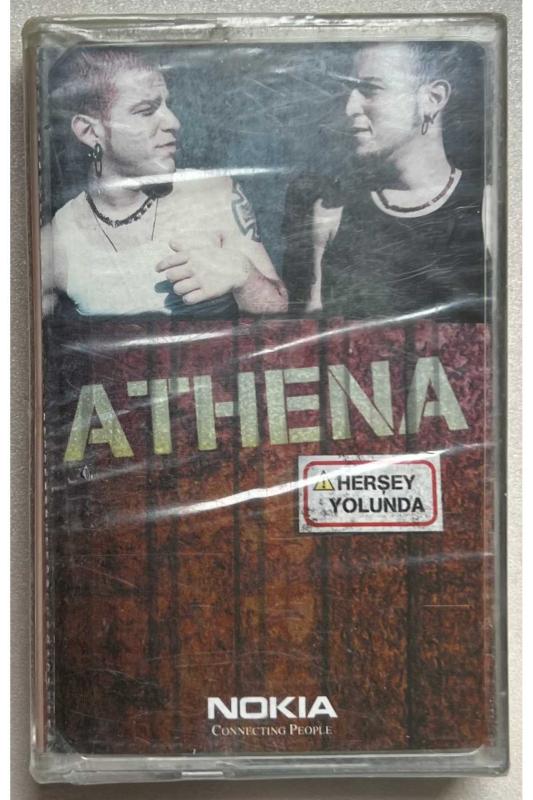 ATHENA
HERŞEY
YOLUNDA
NOKIA
CONNECTING PEOPLE